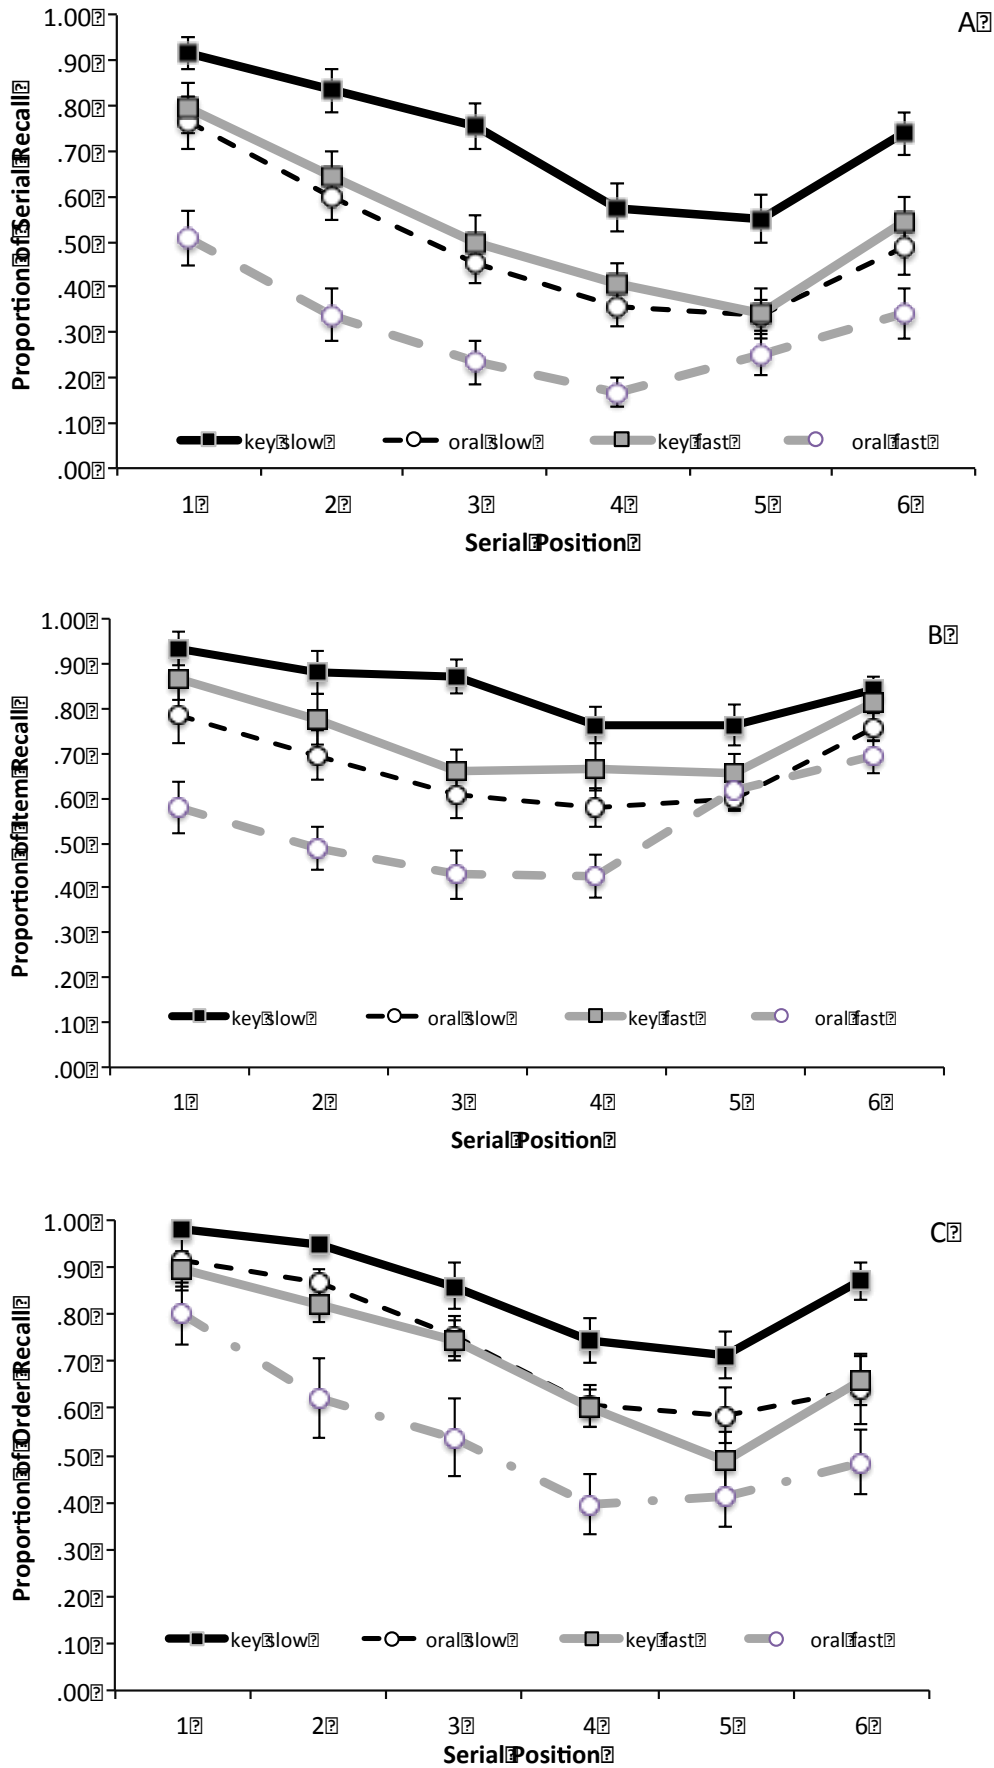 A
1.00
.90
.80
.70
.60
.50
.40
.30
.20
.10
.00
Proportion of Serial Recall
key slow oral slow key fast oral fast
1 2 3 4 5 6
Serial Position
B
1.00
.90
.80
.70
.60
.50
.40
.30
.20
.10
.00
Proportion of Item Recall
key slow oral slow key fast oral fast
1 2 3 4 5 6
Serial Position
C
1.00
.90
.80
.70
.60
.50
.40
.30
.20
.10
.00
Proportion of Order Recall
key slow oral slow key fast oral fast
1 2 3 4 5 6
Serial Position